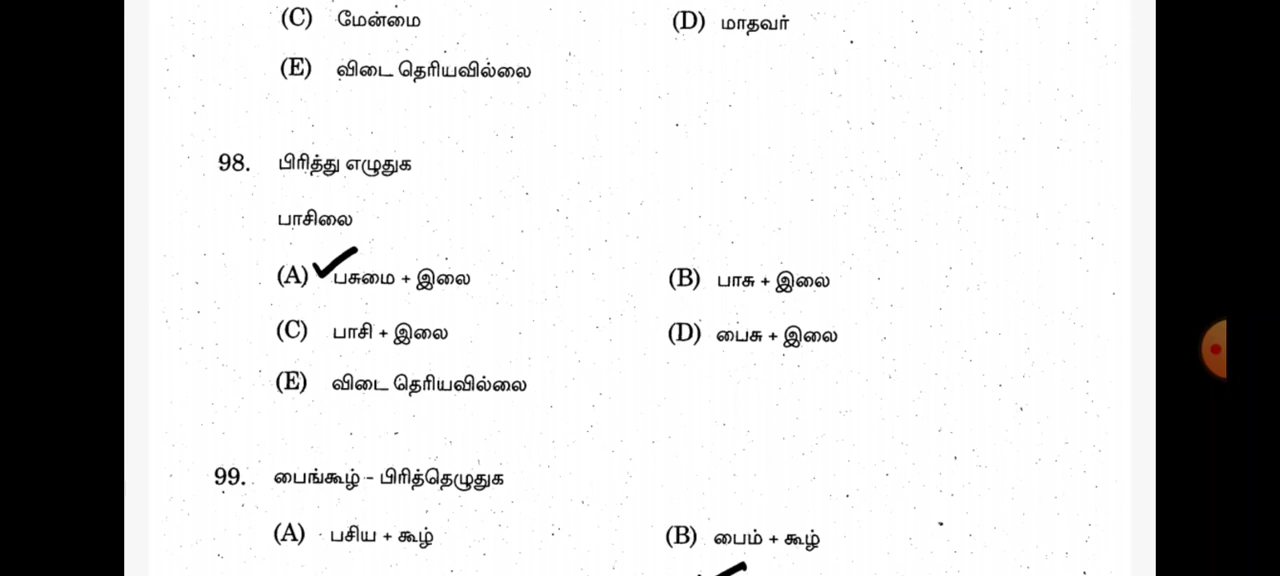 (C) மேன்மை (D) மாதவர்
(E) விடை தெரியவில்லை
98. பிரித்து எழுதுக
பாசிலை
(A) பசுமை + இலை (B) பாசு + இலை
(C) பாசி + இலை (D) பைசு + இலை
(E) விடை தெரியவில்லை
99. பைங்கூழ் - பிரித்தெழுதுக
(A) பசிய + கூழ் (B) பைம் + கூழ்